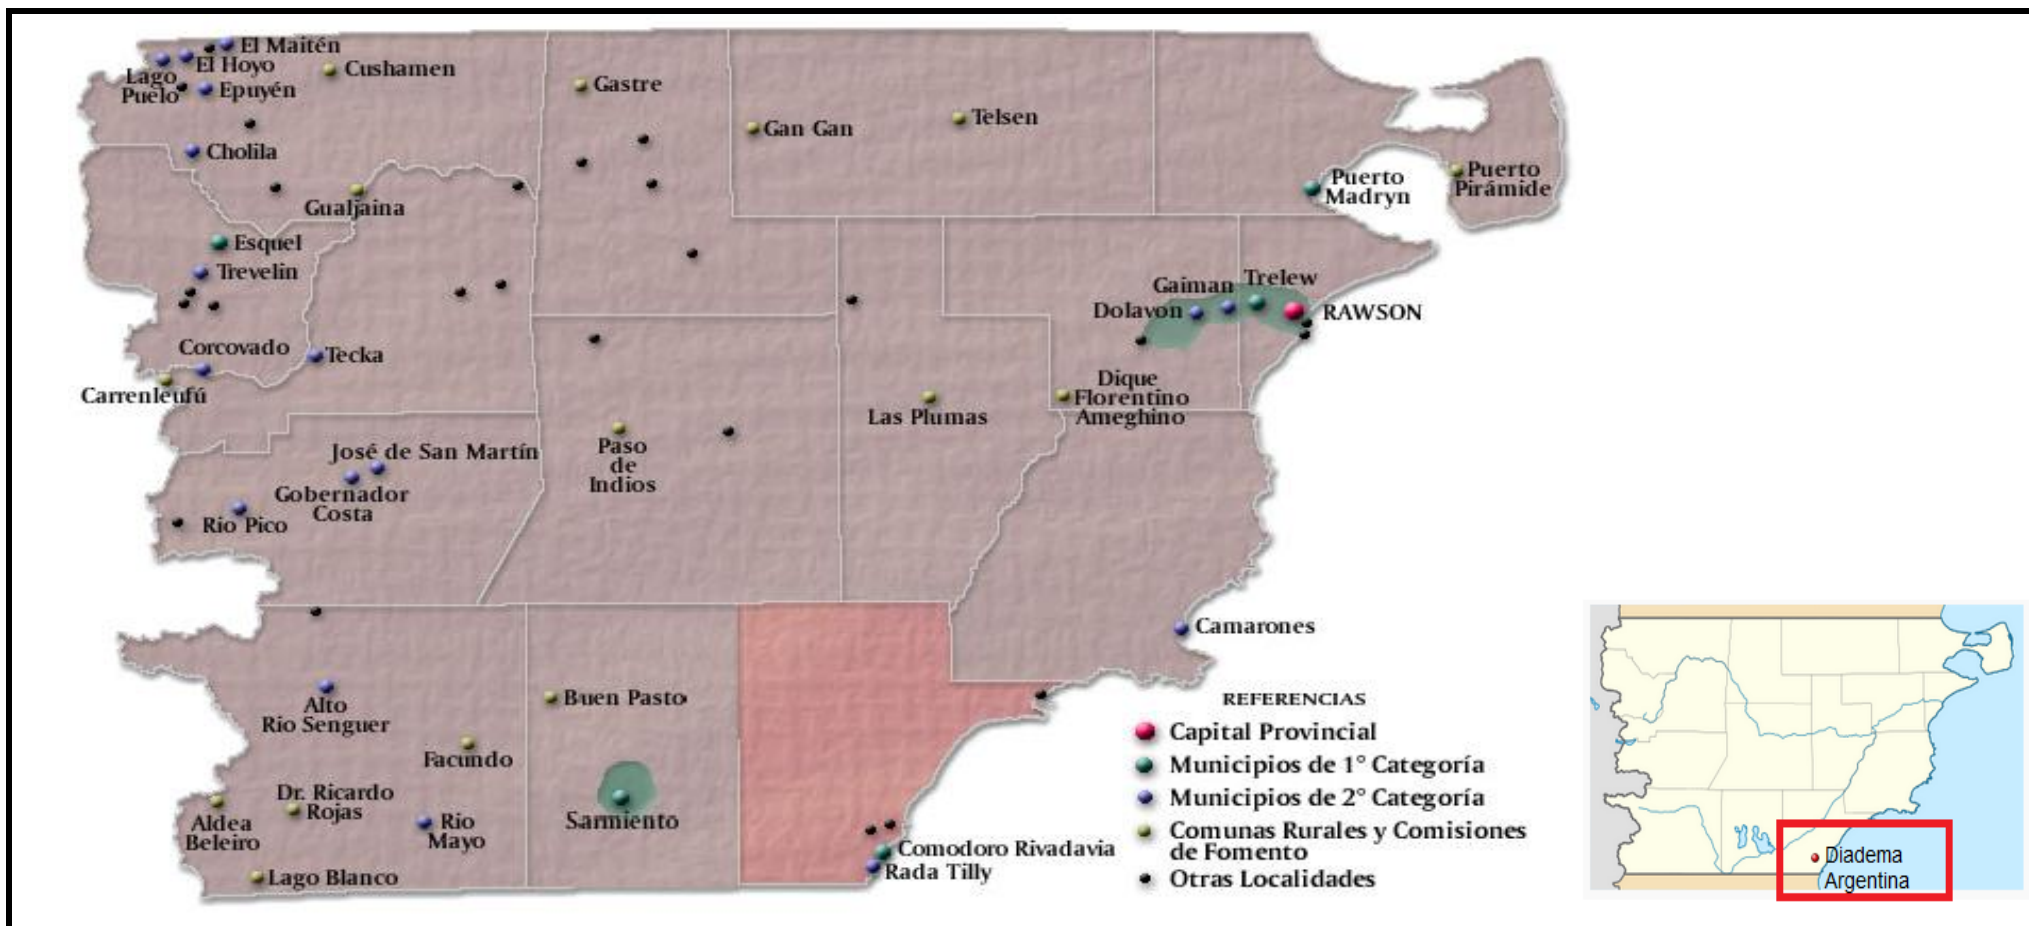 El Maitén
El Hoyo
Lago
Puelo
Epuyén
Cushamen
Gastre
Gan Gan
Telsen
Cholila
Gualjaina
Puerto
Madryn
Puerto
Pirámide
Esquel
Trevelin
Gaiman
Trelew
Dolavon
RAWSON
Corcovado
Tecka
Carrenleufú
Dique
Florentino
Ameghino
Las Plumas
Paso
de
Indios
José de San Martín
Gobernador
Costa
Rio Pico
Camarones
Alto
Rio Senguer
Buen Pasto
Facundo
Dr. Ricardo
Rojas
Aldea
Beleiro
Rio
Mayo
Sarmiento
Lago Blanco
Comodoro Rivadavia
Rada Tilly
REFERENCIAS
Capital Provincial
Municipios de 1° Categoría
Municipios de 2° Categoría
Comunas Rurales y Comisiones
de Fomento
Otras Localidades
Diadema
Argentina